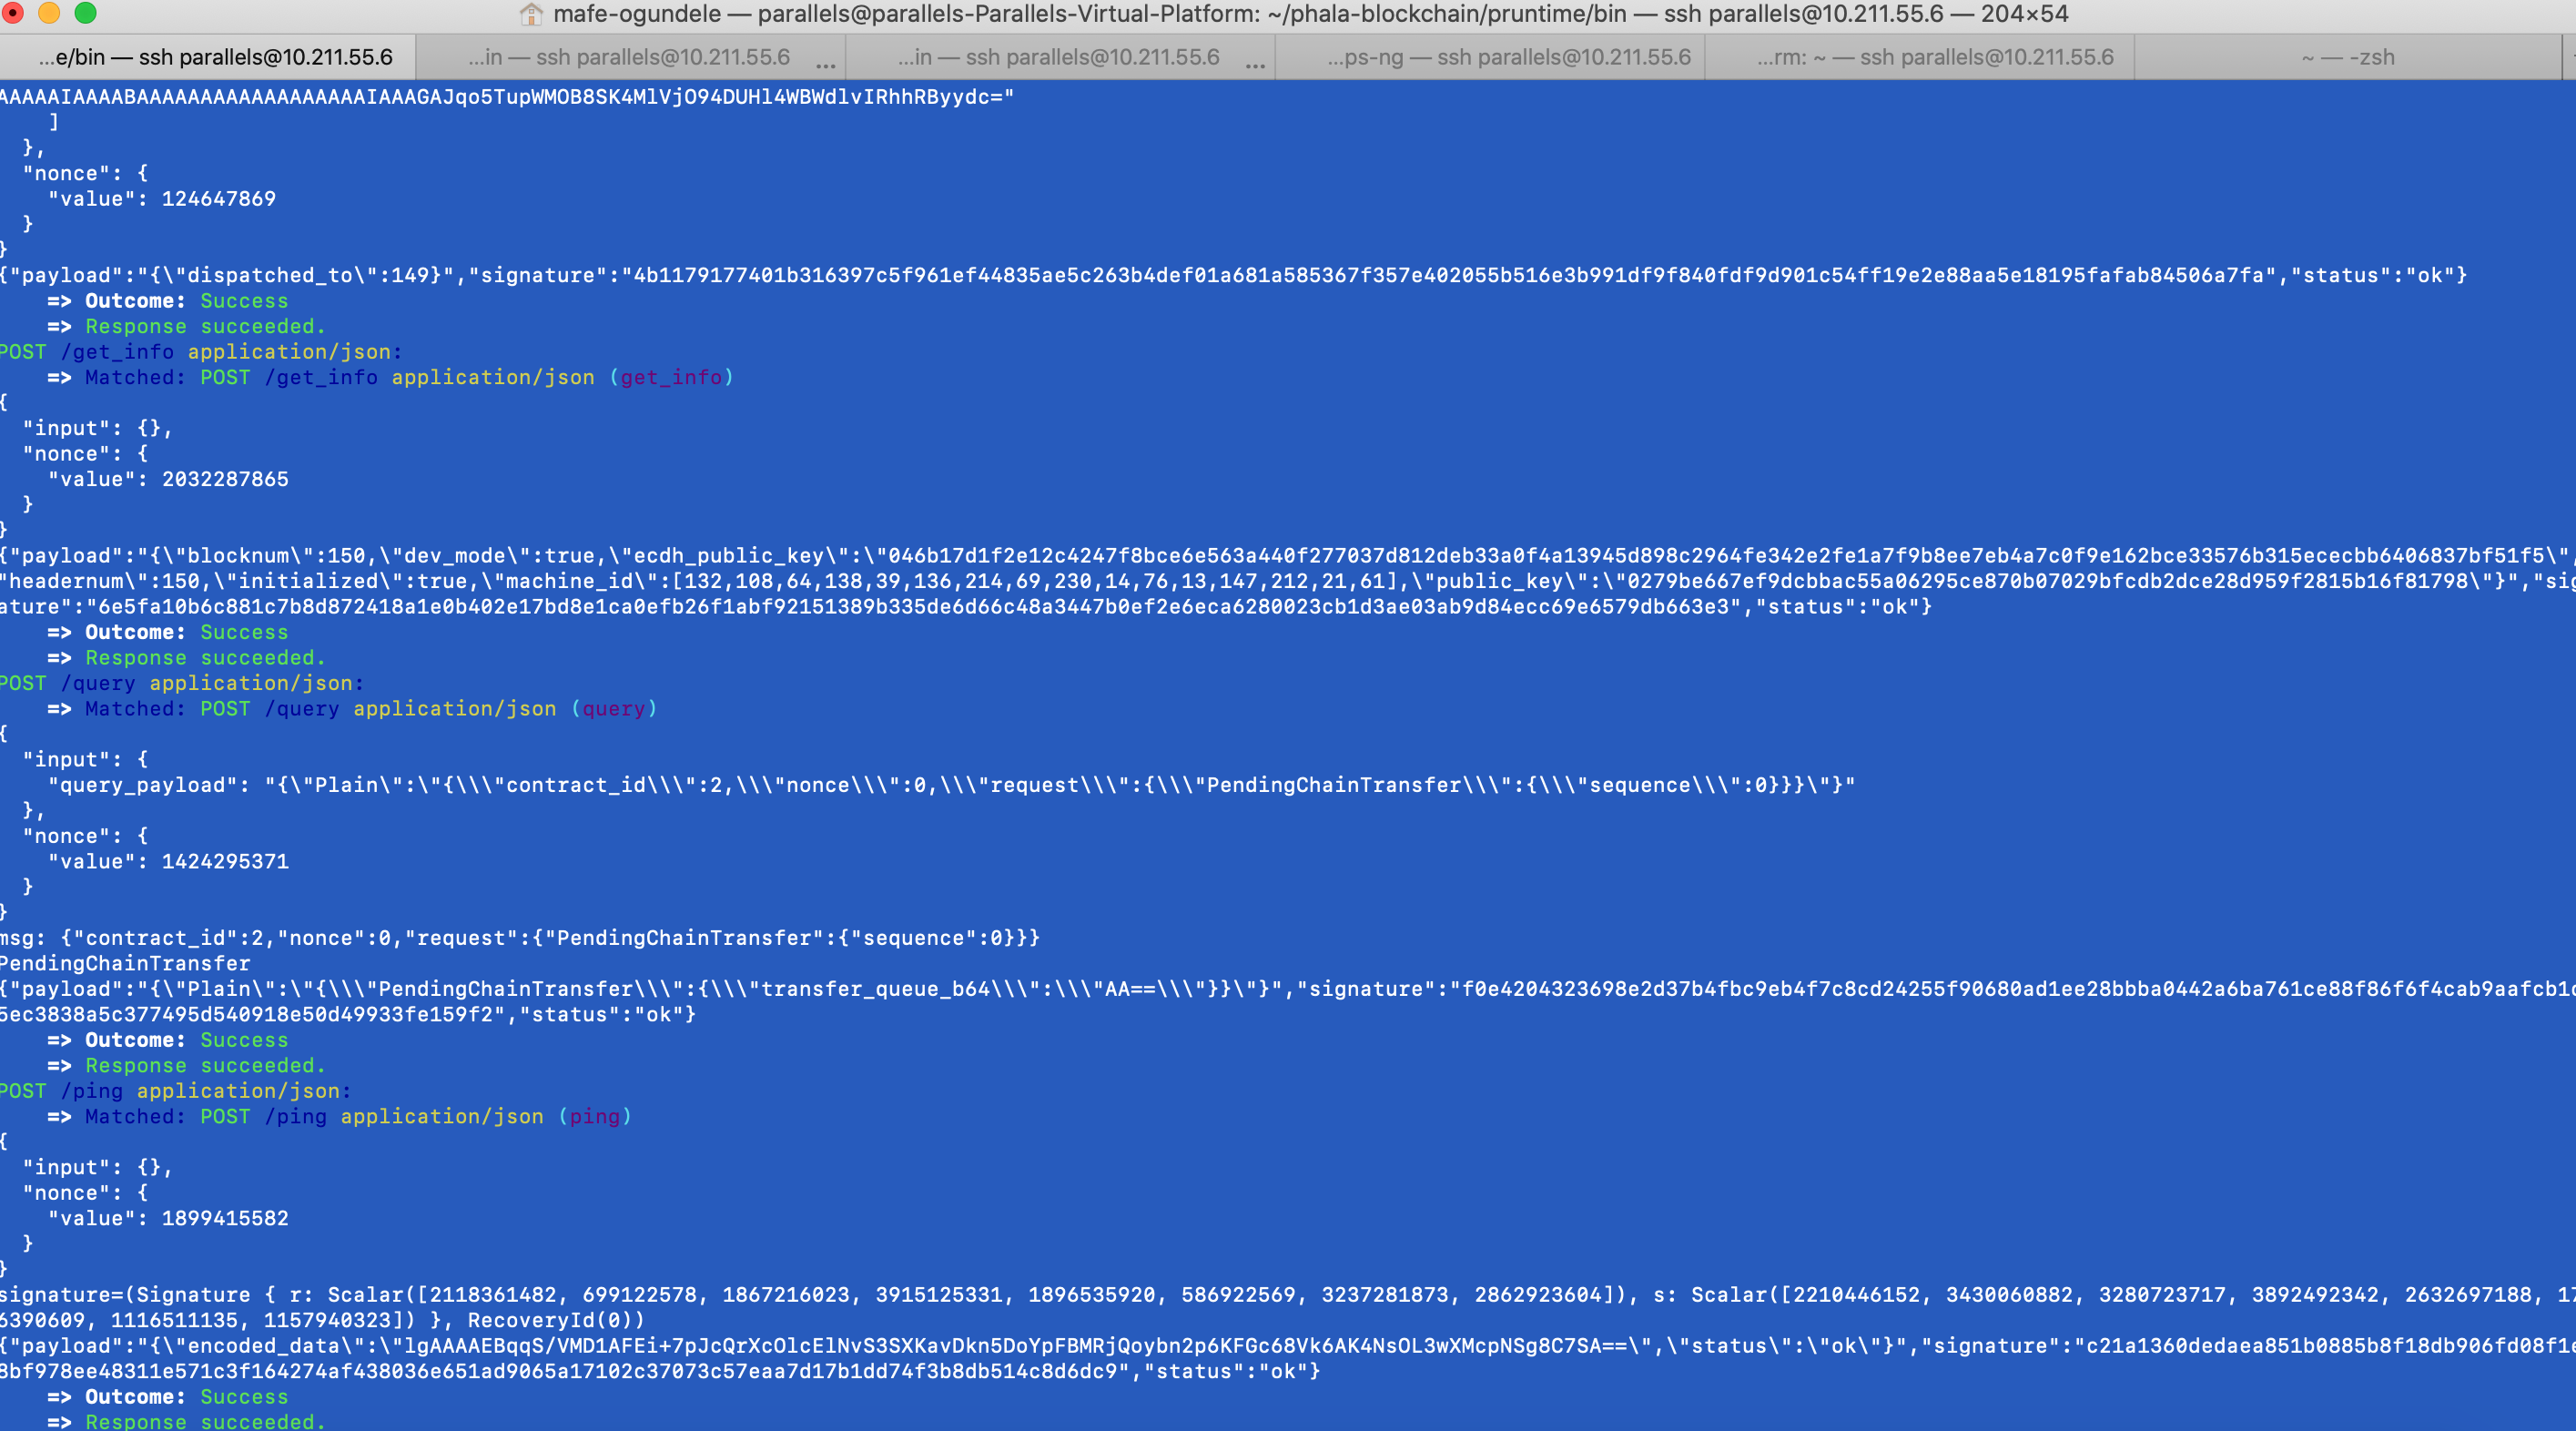 mafe-ogundele — parallels@parallels-Parallels-Virtual-Platform: ~/phala-blockchain/pruntime/bin — ssh parallels@10.211.55.6 — 204×54
...e/bin — ssh parallels@10.211.55.6 ...in — ssh parallels@10.211.55.6 ... ...in — ssh parallels@10.211.55.6 ... ...ps-ng — ssh parallels@10.211.55.6 ...rm: ~ — ssh parallels@10.211.55.6 ~ — -zsh
AAAAAIAAAABAAAAAAAAAAAAAAAAAAIAAAGAJqo5TupWMOB8SK4MlVjO94DUHl4WBWdlvIRhhRByydc="
]
},
"nonce": {
"value": 124647869
}
}
{"payload":"{\"dispatched_to\":149}","signature":"4b1179177401b316397c5f961ef44835ae5c263b4def01a681a585367f357e402055b516e3b991df9f840fdf9d901c54ff19e2e88aa5e18195fafab84506a7fa","status":"ok"}
=> Outcome: Success
=> Response succeeded.
POST /get_info application/json:
=> Matched: POST /get_info application/json (get_info)
{
"input": {},
"nonce": {
"value": 2032287865
}
}
{"payload":"{\"blocknum\":150,\"dev_mode\":true,\"ecdh_public_key\":\"046b17d1f2e12c4247f8bce6e563a440f277037d812deb33a0f4a13945d898c2964fe342e2fe1a7f9b8ee7eb4a7c0f9e162bce33576b315ececbb6406837bf51f5\",
"headernum\":150,\"initialized\":true,\"machine_id\":[132,108,64,138,39,136,214,69,230,14,76,13,147,212,21,61],\"public_key\":\"0279be667ef9dcbbac55a06295ce870b07029bfcdb2dce28d959f2815b16f81798\"}","sig
ature":"6e5fa10b6c881c7b8d872418a1e0b402e17bd8e1ca0efb26f1abf92151389b335de6d66c48a3447b0ef2e6eca6280023cb1d3ae03ab9d84ecc69e6579db663e3","status":"ok"}
=> Outcome: Success
=> Response succeeded.
POST /query application/json:
=> Matched: POST /query application/json (query)
{
"input": {
"query_payload": "{\"Plain\":\"{\\\"contract_id\\\":2,\\\"nonce\\\":0,\\\"request\\\":{\\\"PendingChainTransfer\\\":{\\\"sequence\\\":0}}}\"}"
},
"nonce": {
"value": 1424295371
}
}
msg: {"contract_id":2,"nonce":0,"request":{"PendingChainTransfer":{"sequence":0}}}
PendingChainTransfer
{"payload":"{\"Plain\":\"{\\\"PendingChainTransfer\\\":{\\\"transfer_queue_b64\\\":\\\"AA==\\\"}}\"}","signature":"f0e4204323698e2d37b4fbc9eb4f7c8cd24255f90680ad1ee28bbba0442a6ba761ce88f86f6f4cab9aafcb1c
5ec3838a5c377495d540918e50d49933fe159f2","status":"ok"}
=> Outcome: Success
=> Response succeeded.
POST /ping application/json:
=> Matched: POST /ping application/json (ping)
{
"input": {},
"nonce": {
"value": 1899415582
}
}
signature=(Signature { r: Scalar([2118361482, 699122578, 1867216023, 3915125331, 1896535920, 586922569, 3237281873, 2862923604]), s: Scalar([2210446152, 3430060882, 3280723717, 3892492342, 2632697188, 17
6390609, 1116511135, 1157940323]) }, RecoveryId(0))
{"payload":"{\"encoded_data\":\"lgAAAAEBqqS/VMD1AFEi+7pJcQrXcOlcElNvS3SXKavDkn5DoYpFBMRjQoybn2p6KFGc68Vk6AK4NsOL3wXMcpNSg8C7SA==\",\"status\":\"ok\"}","signature":"c21a1360dedaea851b0885b8f18db906fd08f1e
8bf978ee48311e571c3f164274af438036e651ad9065a17102c37073c57eaa7d17b1dd74f3b8db514c8d6dc9","status":"ok"}
=> Outcome: Success
=> Response succeeded.